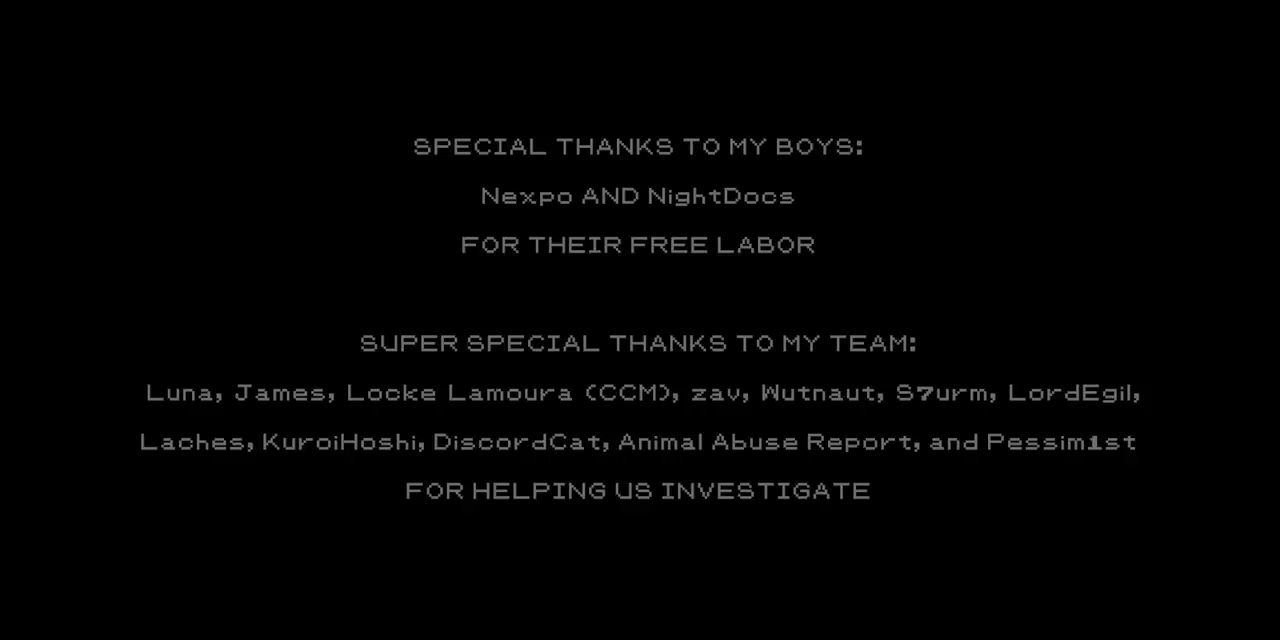 SPECIAL THANKS TO MY BOYS:
Nexpo AND NightDocs
FOR THEIR FREE LABOR
SUPER SPECIAL THANKS TO MY TEAM:
Luna, James, Locke Lamoura (CCM), zav, Wutnaut, S7urm, LordEgil,
Laches, KuroiHoshi, DiscordCat, Animal Abuse Report, and Pessim1st
FOR HELPING US INVESTIGATE